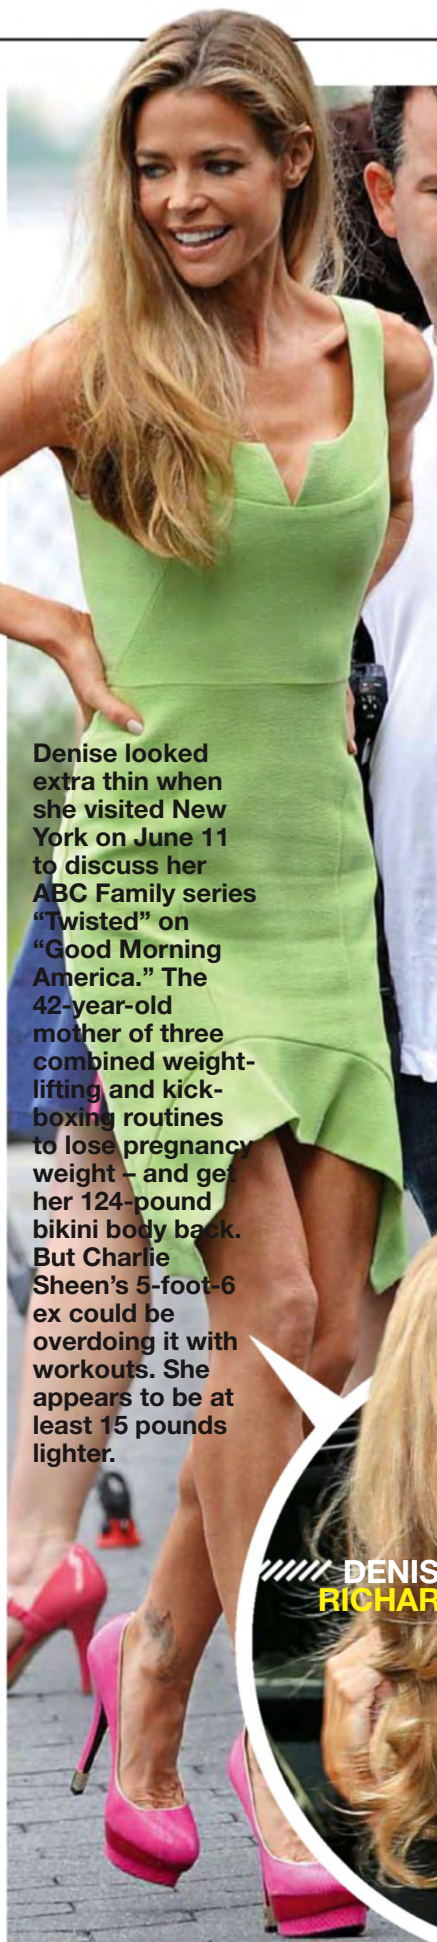 Denise looked
extra thin when
she visited New
York on June 11
to discuss her
ABC Family series
“Twisted” on
“Good Morning
America.” The
42-year-old
mother of three
combined weight-
lifting and kick-
boxing routines
to lose pregnancy
weight – and get
her 124-pound
bikini body back.
But Charlie
Sheen’s 5-foot-6
ex could be
overdoing it with
workouts. She
appears to be at
least 15 pounds
lighter.
DENIS
RICHAR